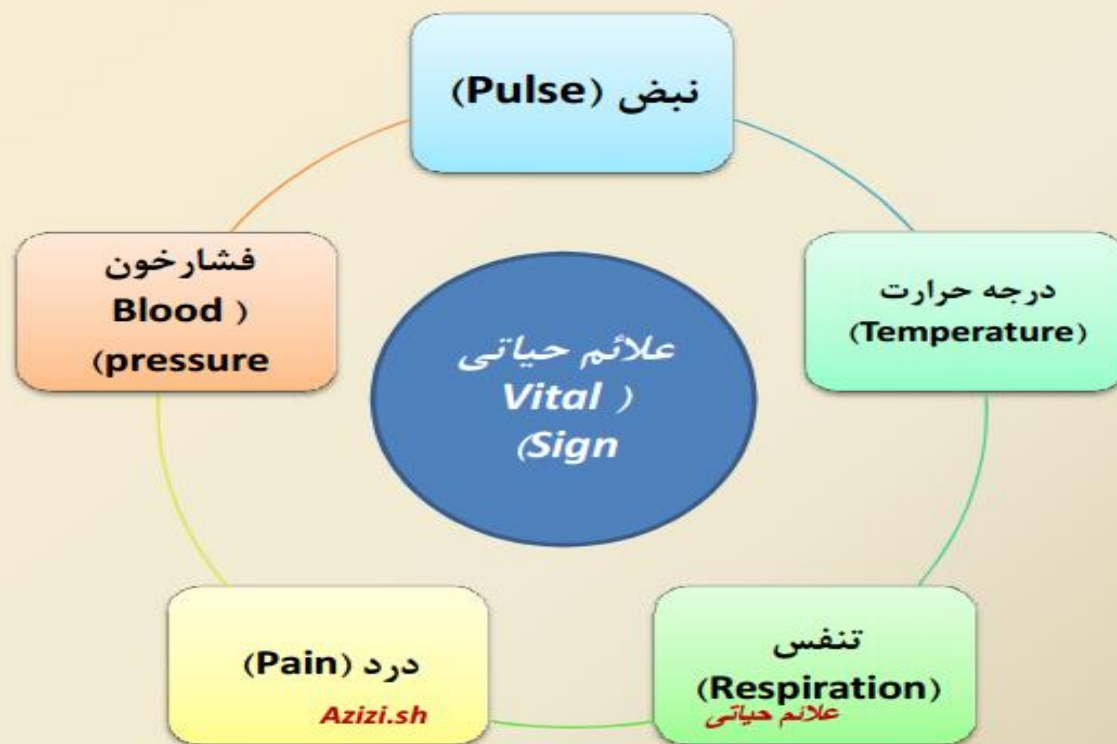 نبض (Pulse)
فشارخون
( Blood
pressure)
درجه حرارت
(Temperature)
علائم حیاتی
( Vital
Sign)
درد (Pain)
Azizi.sh
تنفس
(Respiration)
علائم حیاتی